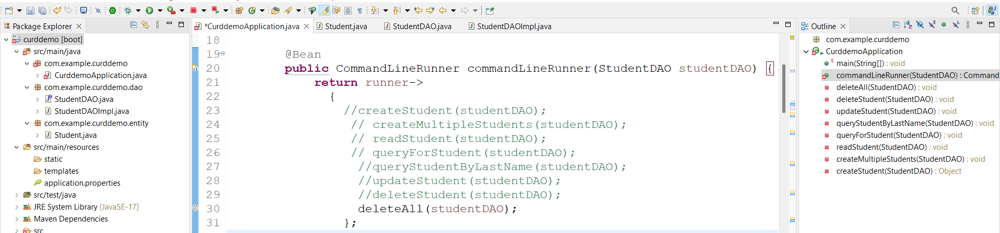 Package Explorer
curddemo [boot]
src/main/java
com.example.curddemo
CurddemoApplication.java
com.example.curddemo.dao
StudentDAO.java
StudentDAOImpl.java
com.example.curddemo.entity
Student.java
src/main/resources
static
templates
application.properties
src/test/java
JRE System Library [JavaSE-17]
Maven Dependencies
src
*CurddemoApplication.java
Student.java
StudentDAO.java
StudentDAOImpl.java
18
19 @Bean
20 public CommandLineRunner commandLineRunner(StudentDAO studentDAO) {
21 return runner->
22 {
23 //createStudent(studentDAO);
24 // createMultipleStudents(studentDAO);
25 // readStudent(studentDAO);
26 // queryForStudent(studentDAO);
27 //queryStudentByLastName(studentDAO);
28 //updateStudent(studentDAO);
29 //deleteStudent(studentDAO);
30 deleteAll(studentDAO);
31 };
Outline
com.example.curddemo
CurddemoApplication
main(String[]) : void
commandLineRunner(StudentDAO) : Command
deleteAll(StudentDAO) : void
deleteStudent(StudentDAO) : void
updateStudent(StudentDAO) : void
queryStudentByLastName(StudentDAO) : void
queryForStudent(StudentDAO) : void
readStudent(StudentDAO) : void
createMultipleStudents(StudentDAO) : void
createStudent(StudentDAO) : Object